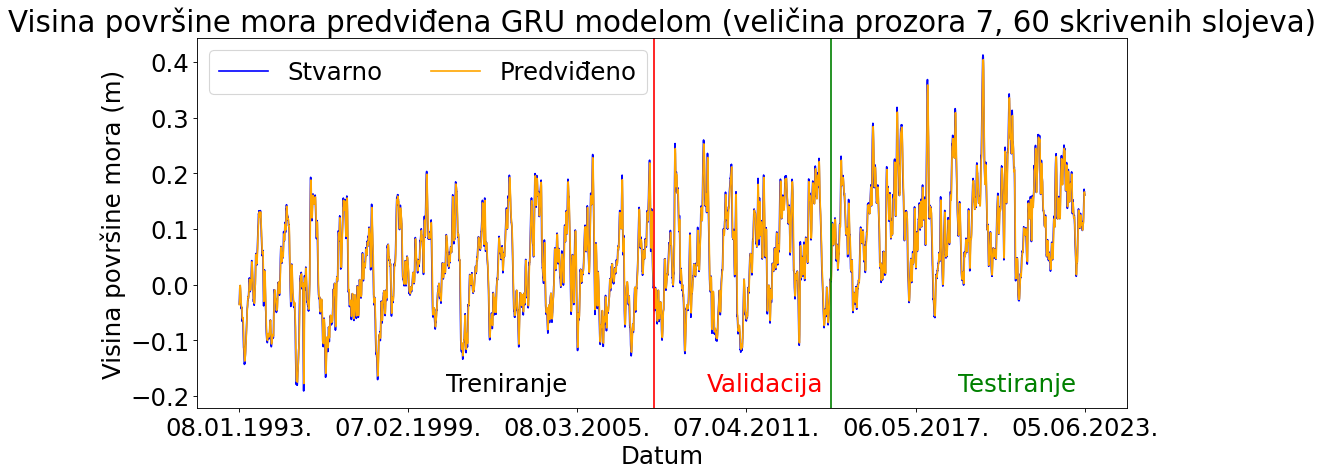 Visina površine mora predviđena GRU modelom (veličina prozora 7, 60 skrivenih slojeva)
Stvarno
Predviđeno
Visina površine mora (m)
0.4
0.3
0.2
0.1
0.0
−0.1
−0.2
Treniranje
Validacija
Testiranje
08.01.1993.
07.02.1999.
08.03.2005.
07.04.2011.
06.05.2017.
05.06.2023.
Datum